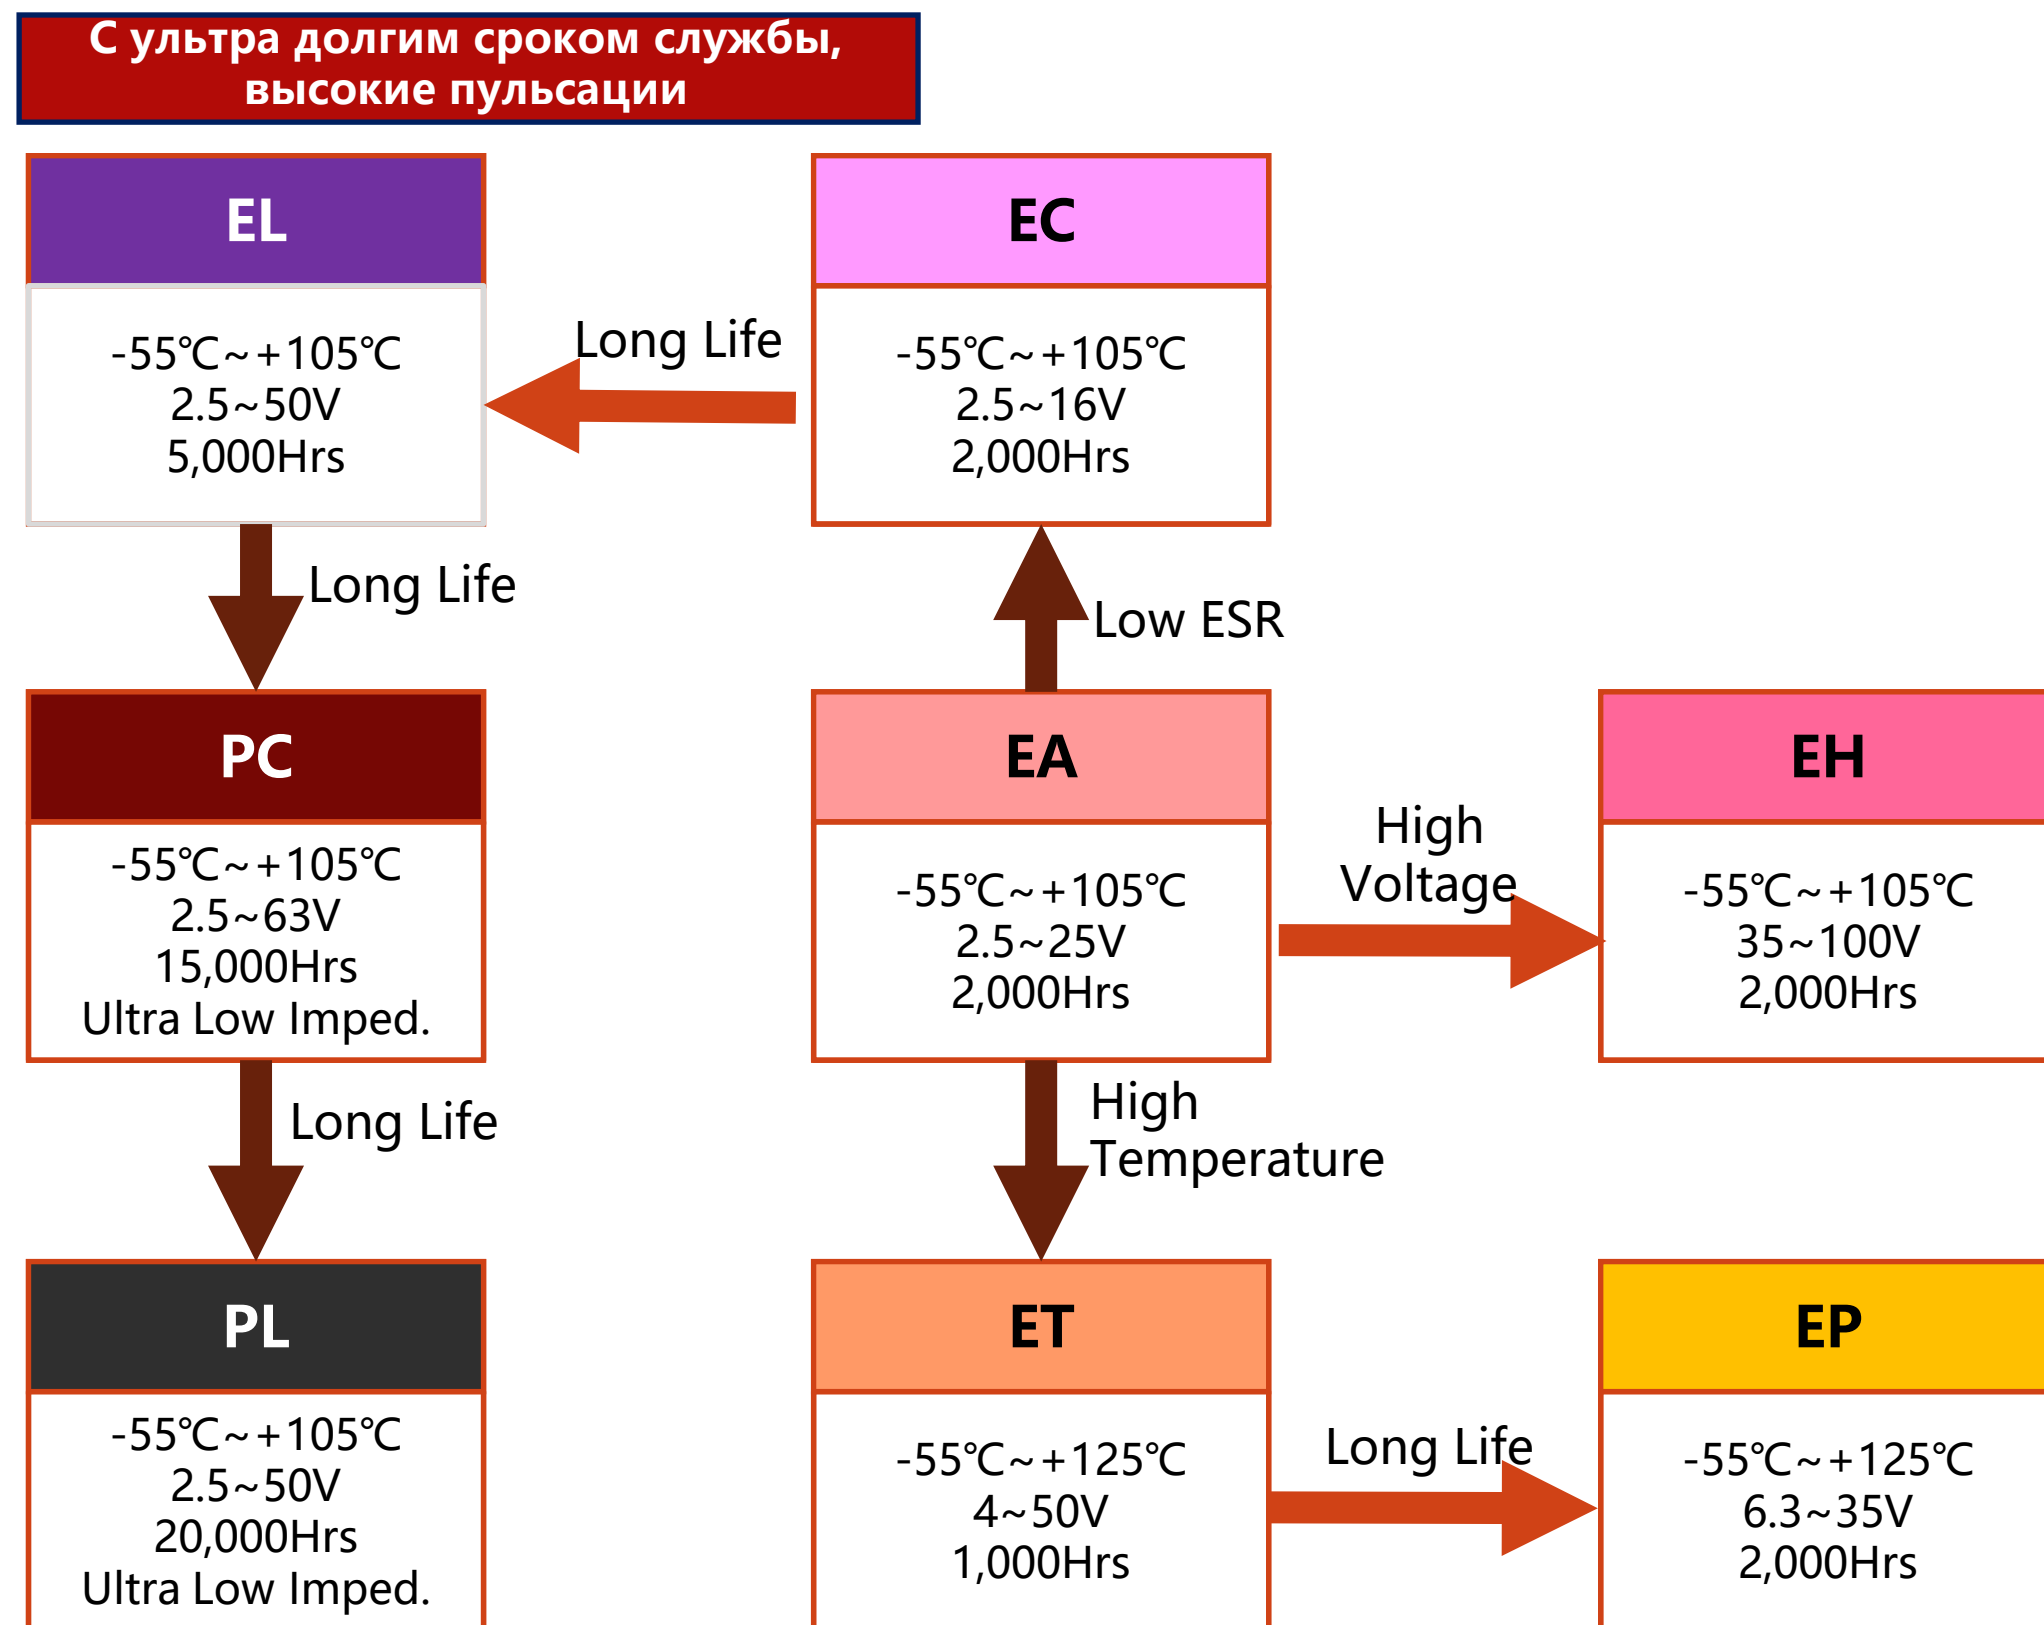 С ультра долгим сроком службы,
высокие пульсации
EL
-55℃~+105℃
2.5~50V
5,000Hrs
Long Life
EC
-55℃~+105℃
2.5~16V
2,000Hrs
Long Life
Low ESR
PC
-55℃~+105℃
2.5~63V
15,000Hrs
Ultra Low Imped.
EA
-55℃~+105℃
2.5~25V
2,000Hrs
High
Voltage
EH
-55℃~+105℃
35~100V
2,000Hrs
Long Life
High
Temperature
PL
-55℃~+105℃
2.5~50V
20,000Hrs
Ultra Low Imped.
ET
-55℃~+125℃
4~50V
1,000Hrs
Long Life
EP
-55℃~+125℃
6.3~35V
2,000Hrs